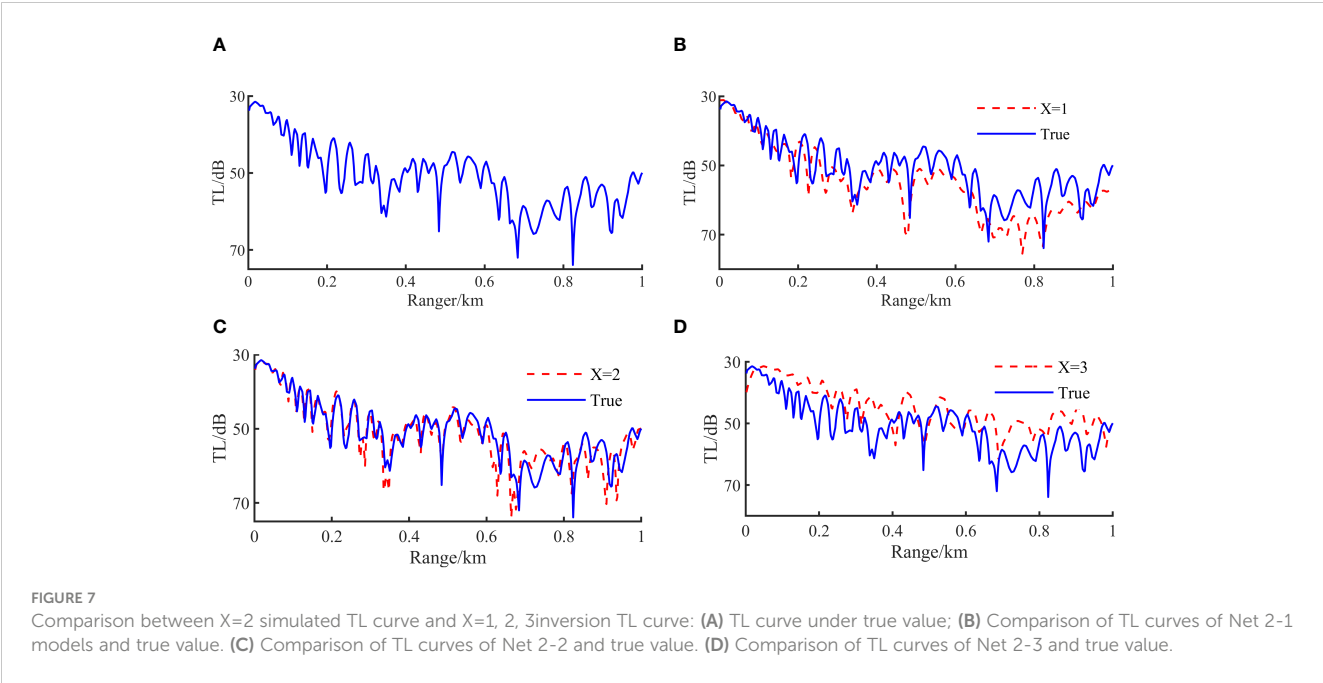 A
30
50
70
TL/dB
0 0.2 0.4 0.6 0.8 1
Ranger/km
B
30
50
70
TL/dB
X=1
True
0 0.2 0.4 0.6 0.8 1
Range/km
C
30
50
70
TL/dB
X=2
True
0 0.2 0.4 0.6 0.8 1
Range/km
D
30
50
70
TL/dB
X=3
True
0 0.2 0.4 0.6 0.8 1
Range/km
FIGURE 7
Comparison between X=2 simulated TL curve and X=1, 2, 3inversion TL curve: (A) TL curve under true value; (B) Comparison of TL curves of Net 2-1
models and true value. (C) Comparison of TL curves of Net 2-2 and true value. (D) Comparison of TL curves of Net 2-3 and true value.